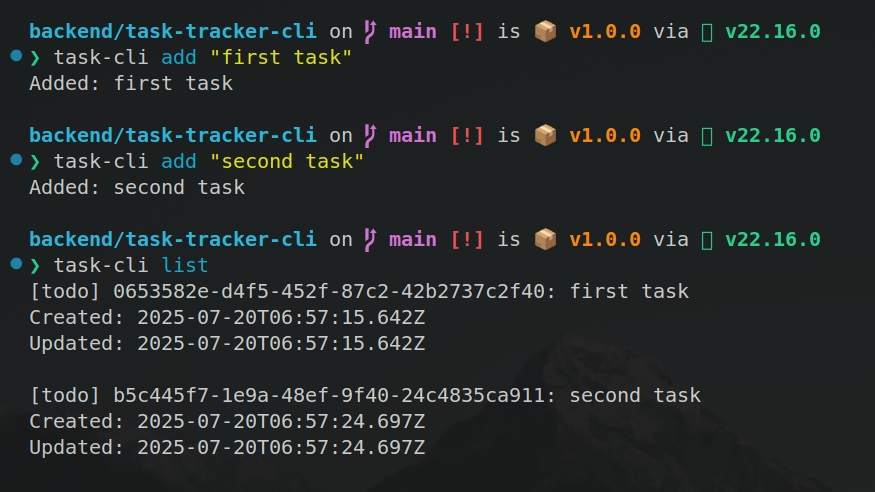 backend/task-tracker-cli on main [!] is 📦 v1.0.0 via v22.16.0
❯ task-cli add "first task"
Added: first task
backend/task-tracker-cli on main [!] is 📦 v1.0.0 via v22.16.0
❯ task-cli add "second task"
Added: second task
backend/task-tracker-cli on main [!] is 📦 v1.0.0 via v22.16.0
❯ task-cli list
[todo] 0653582e-d4f5-452f-87c2-42b2737c2f40: first task
Created: 2025-07-20T06:57:15.642Z
Updated: 2025-07-20T06:57:15.642Z
[todo] b5c445f7-1e9a-48ef-9f40-24c4835ca911: second task
Created: 2025-07-20T06:57:24.697Z
Updated: 2025-07-20T06:57:24.697Z